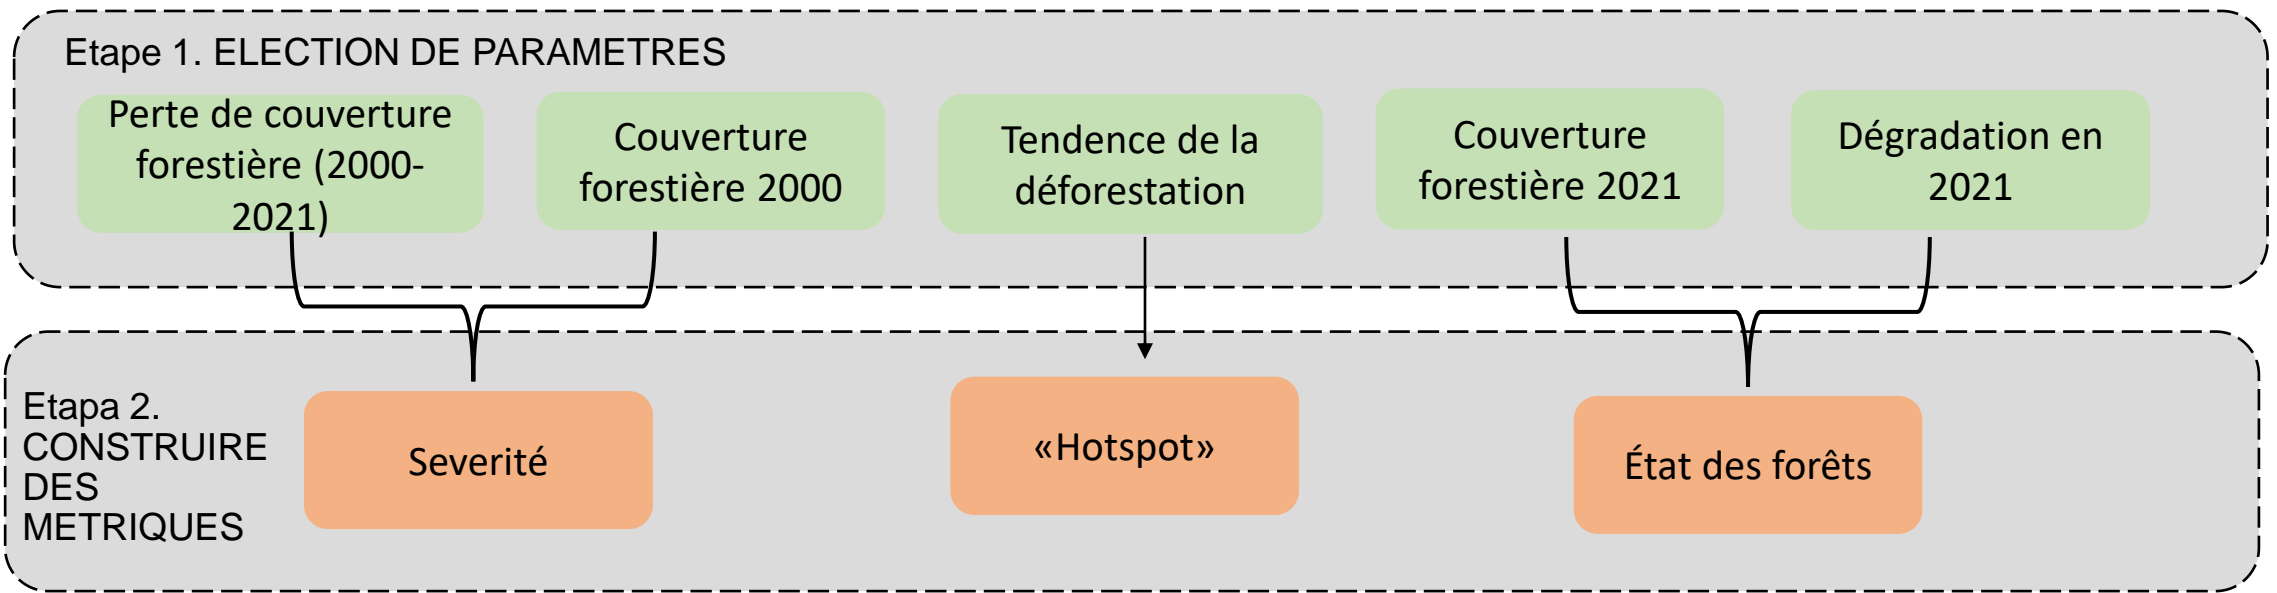 Etape 1. ELECTION DE PARAMETRES
Perte de couverture
forestière (2000-
2021)
Couverture
forestière 2000
Tendence de la
déforestation
Couverture
forestière 2021
Dégradation en
2021
Etapa 2.
CONSTRUIRE
DES
METRIQUES
Severité
«Hotspot»
État des forêts